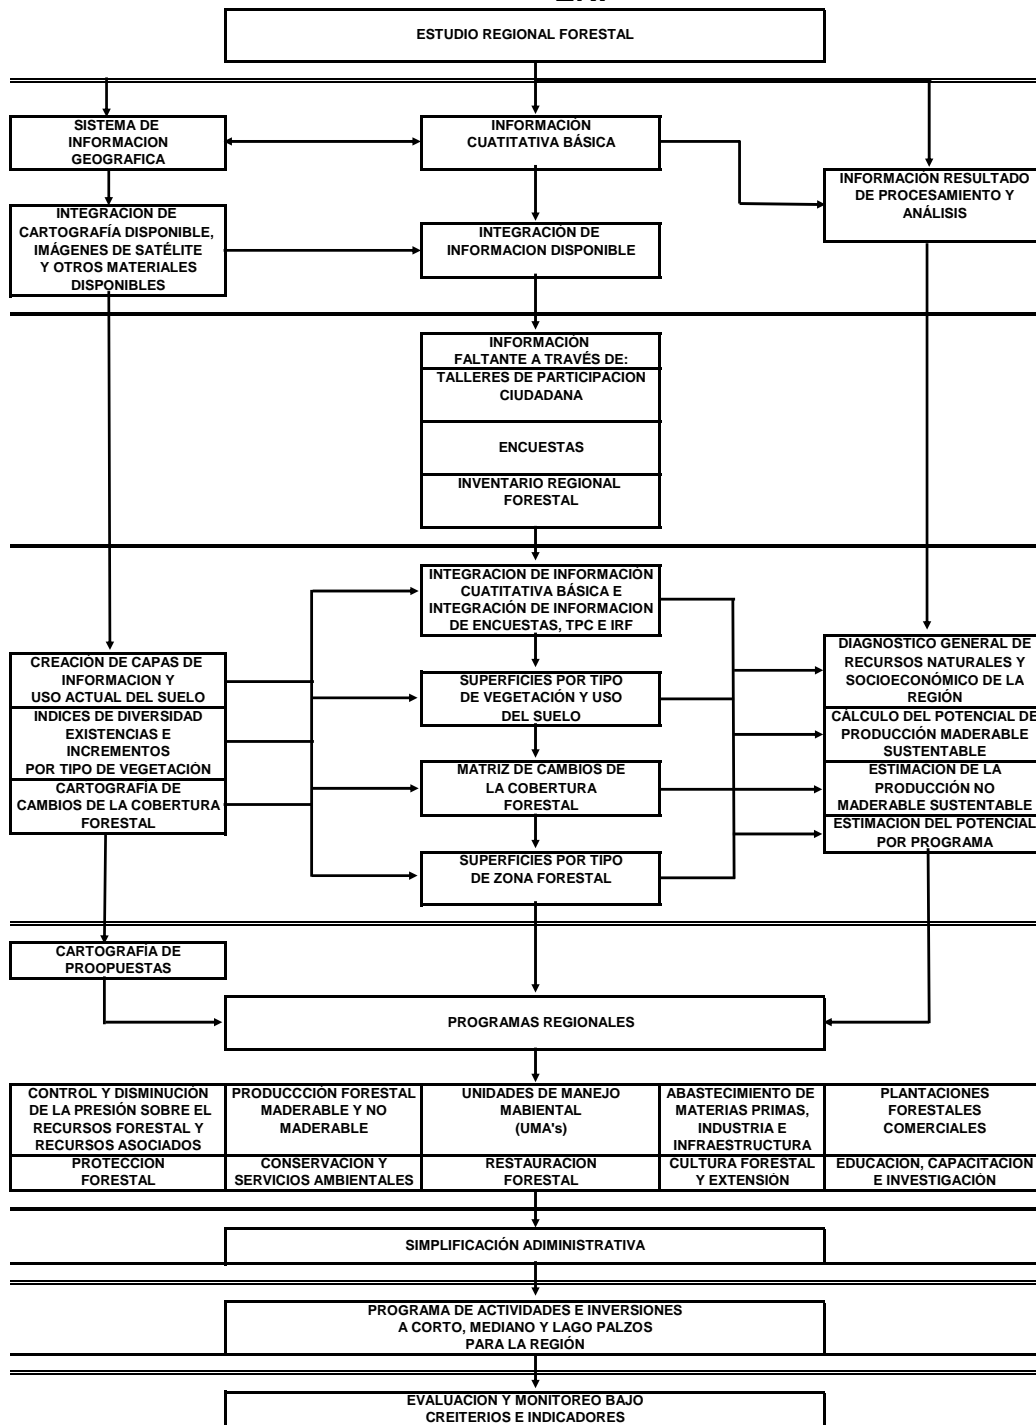 ESTUDIO REGIONAL FORESTAL
SISTEMA DE
INFORMACION
GEOGRAFICA
INFORMACIÓN
CUATITATIVA BÁSICA
INFORMACIÓN RESULTADO
DE PROCESAMIENTO Y
ANÁLISIS
INTEGRACION DE
CARTOGRAFÍA DISPONIBLE,
IMÁGENES DE SATÉLITE
Y OTROS MATERIALES
DISPONIBLES
INTEGRACIÓN DE
INFORMACION DISPONIBLE
INFORMACIÓN
FALTANTE A TRAVÉS DE:
TALLERES DE PARTICIPACION
CIUDADANA
ENCUESTAS
INVENTARIO REGIONAL
FORESTAL
INTEGRACION DE INFORMACIÓN
CUATITATIVA BÁSICA E
INTEGRACIÓN DE INFORMACION
DE ENCUESTAS, TPC E IRF
CREACIÓN DE CAPAS DE
INFORMACION Y
USO ACTUAL DEL SUELO
INDICES DE DIVERSIDAD
EXISTENCIAS E
INCREMENTOS
POR TIPO DE VEGETACIÓN
CARTOGRAFÍA DE
CAMBIOS DE LA COBERTURA
FORESTAL
SUPERFICIES POR TIPO
DE VEGETACIÓN Y USO
DEL SUELO
MATRIZ DE CAMBIOS DE
LA COBERTURA
FORESTAL
SUPERFICIES POR TIPO
DE ZONA FORESTAL
DIAGNOSTICO GENERAL DE
RECURSOS NATURALES Y
SOCIOECONÓMICO DE LA
REGIÓN
CÁLCULO DEL POTENCIAL DE
PRODUCCIÓN MADERABLE
SUSTENTABLE
ESTIMACION DE LA
PRODUCCIÓN NO
MADERABLE SUSTENTABLE
ESTIMACION DEL POTENCIAL
POR PROGRAMA
CARTOGRAFÍA DE
PROOPUESTAS
PROGRAMAS REGIONALES
CONTROL Y DISMINUCIÓN
DE LA PRESIÓN SOBRE EL
RECURSOS FORESTAL Y
RECURSOS ASOCIADOS
PRODUCCCIÓN FORESTAL
MADERABLE Y NO
MADERABLE
UNIDADES DE MANEJO
MABIENTAL
(UMA's)
ABASTECIMIENTO DE
MATERIAS PRIMAS,
INDUSTRIA E
INFRAESTRUCTURA
PLANTACIONES
FORESTALES
COMERCIALES
PROTECCION
FORESTAL
CONSERVACION Y
SERVICIOS AMBIENTALES
RESTAURACION
FORESTAL
CULTURA FORESTAL
Y EXTENSIÓN
EDUCACION, CAPACITACION
E INVESTIGACIÓN
SIMPLIFICACIÓN ADIMINISTRATIVA
PROGRAMA DE ACTIVIDADES E INVERSIONES
A CORTO, MEDIANO Y LAGO PALZOS
PARA LA REGIÓN
EVALUACION Y MONITOREO BAJO
CREITERIOS E INDICADORES